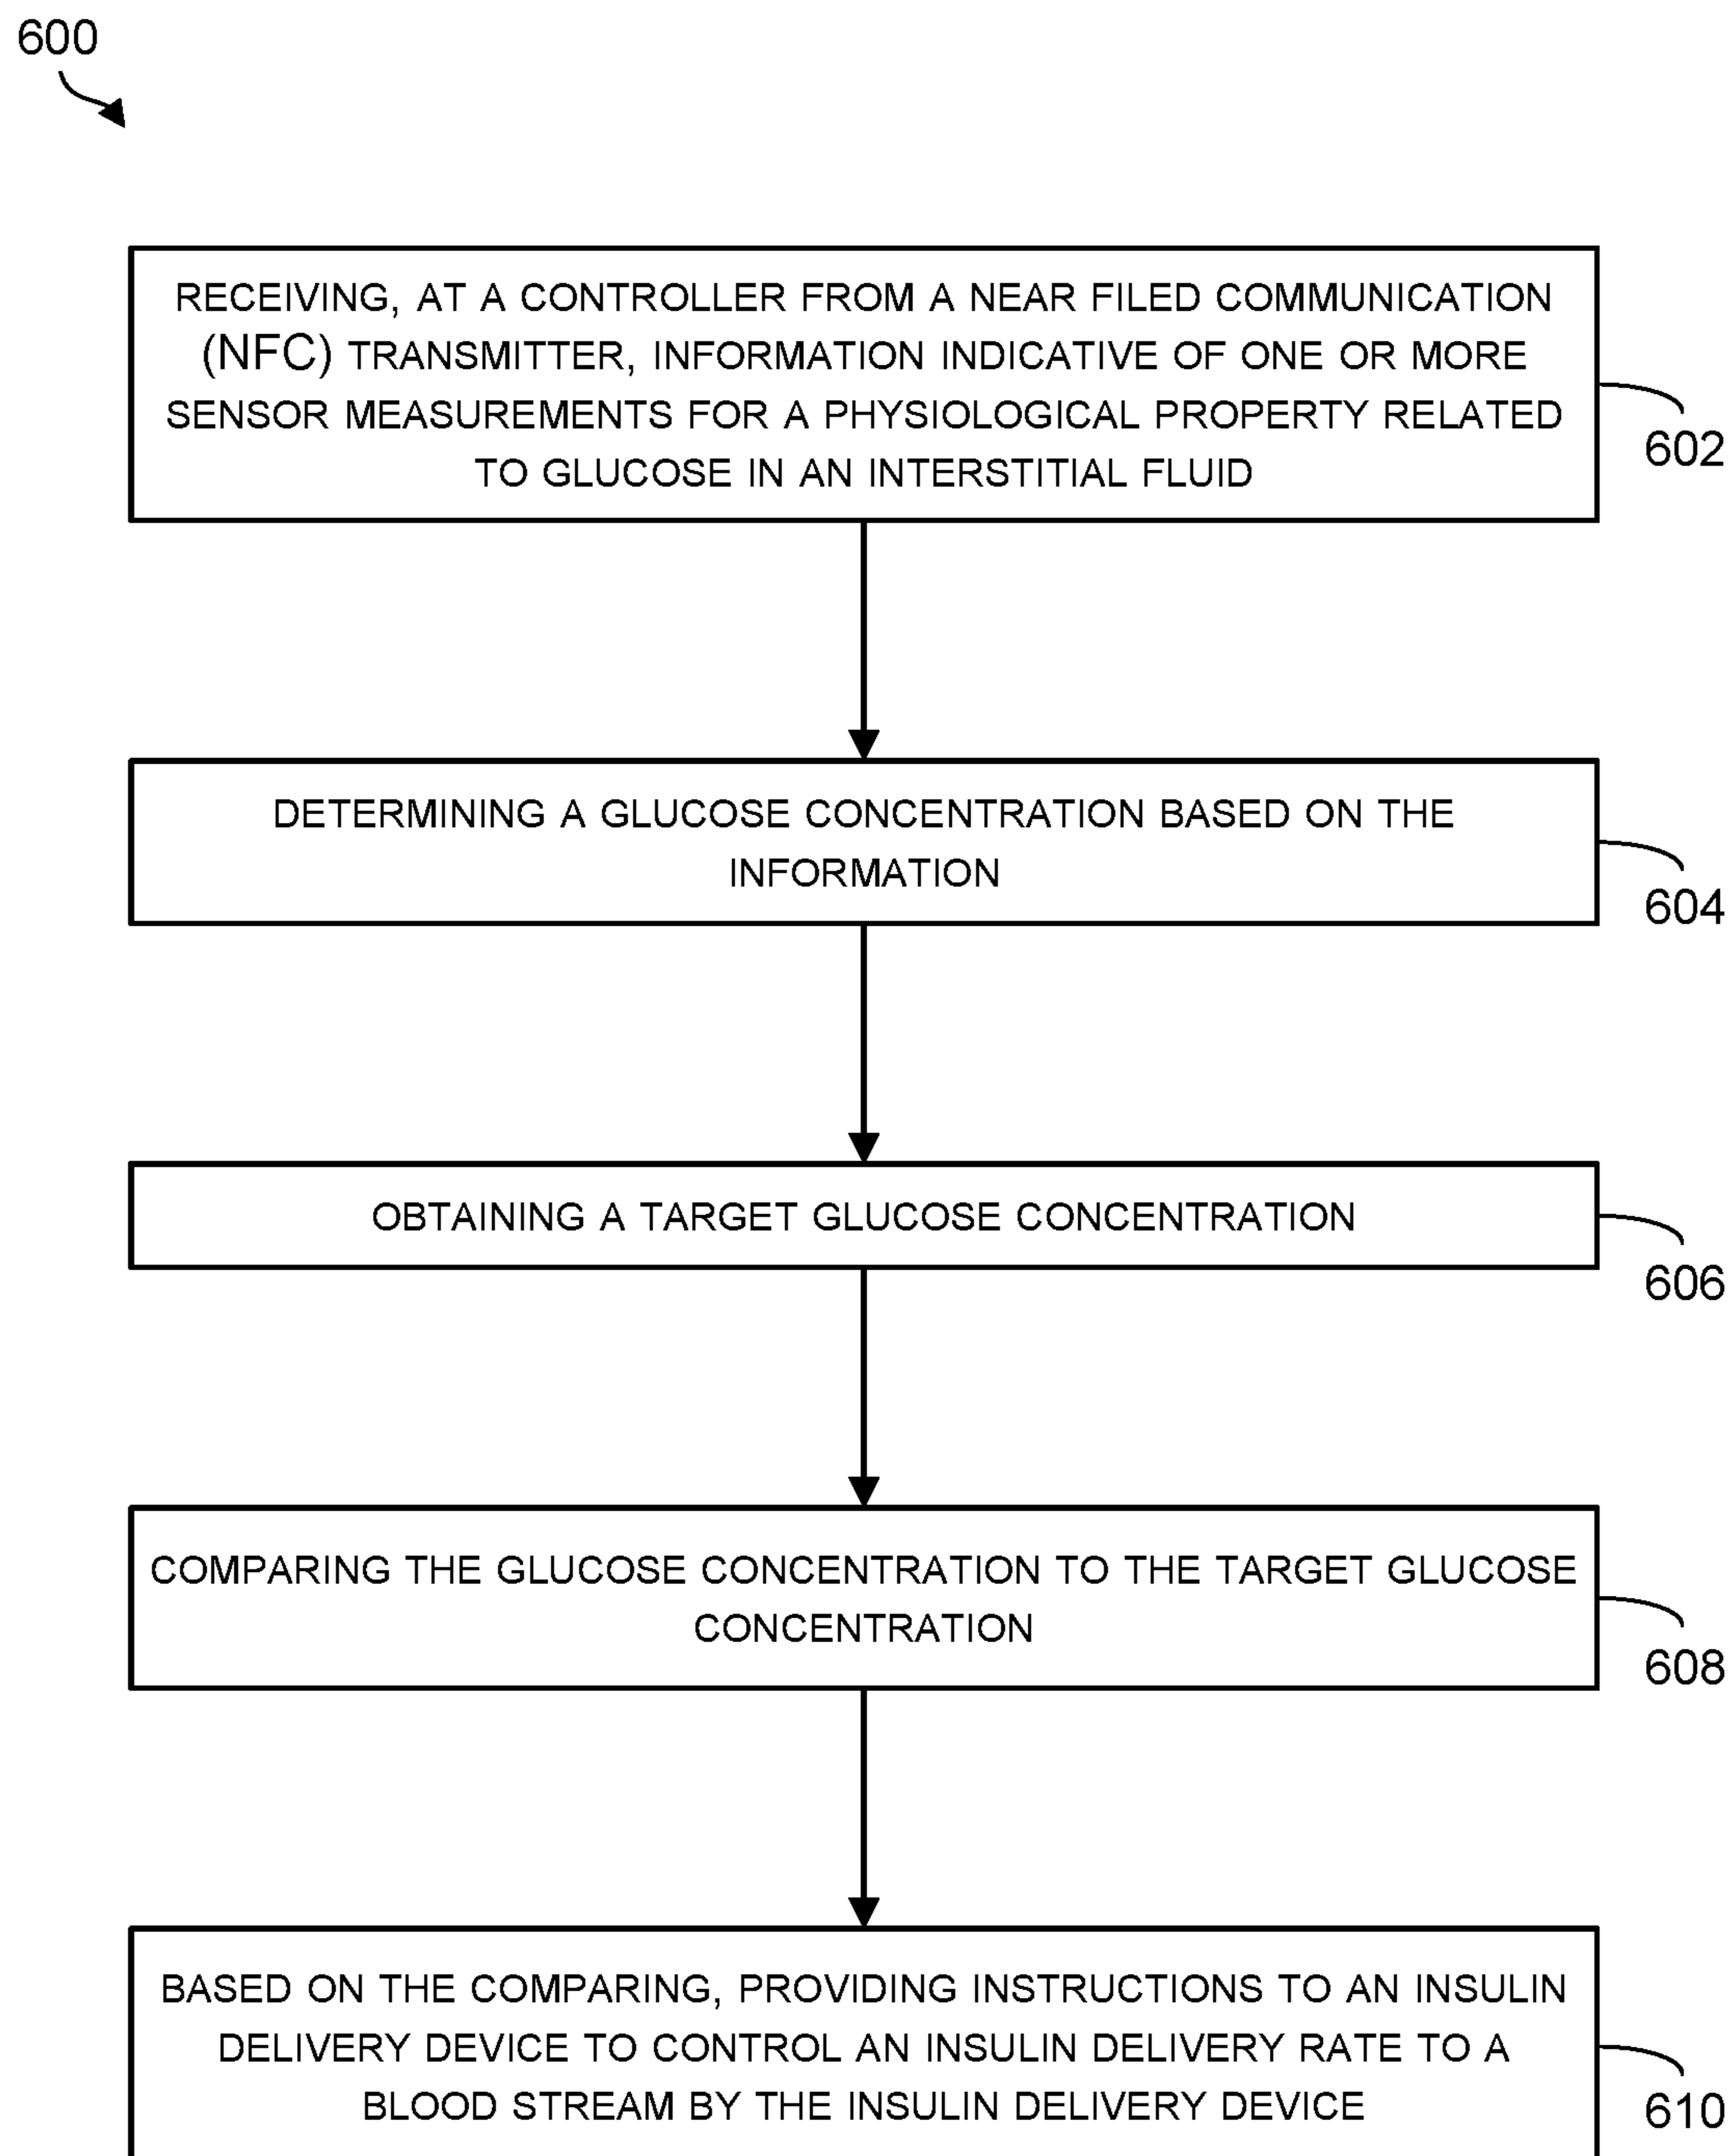 600
RECEIVING, AT A CONTROLLER FROM A NEAR FILED COMMUNICATION
(NFC) TRANSMITTER, INFORMATION INDICATIVE OF ONE OR MORE
SENSOR MEASUREMENTS FOR A PHYSIOLOGICAL PROPERTY RELATED
TO GLUCOSE IN AN INTERSTITIAL FLUID
602
DETERMINING A GLUCOSE CONCENTRATION BASED ON THE
INFORMATION
604
OBTAINING A TARGET GLUCOSE CONCENTRATION
606
COMPARING THE GLUCOSE CONCENTRATION TO THE TARGET GLUCOSE
CONCENTRATION
608
BASED ON THE COMPARING, PROVIDING INSTRUCTIONS TO AN INSULIN
DELIVERY DEVICE TO CONTROL AN INSULIN DELIVERY RATE TO A
BLOOD STREAM BY THE INSULIN DELIVERY DEVICE
610